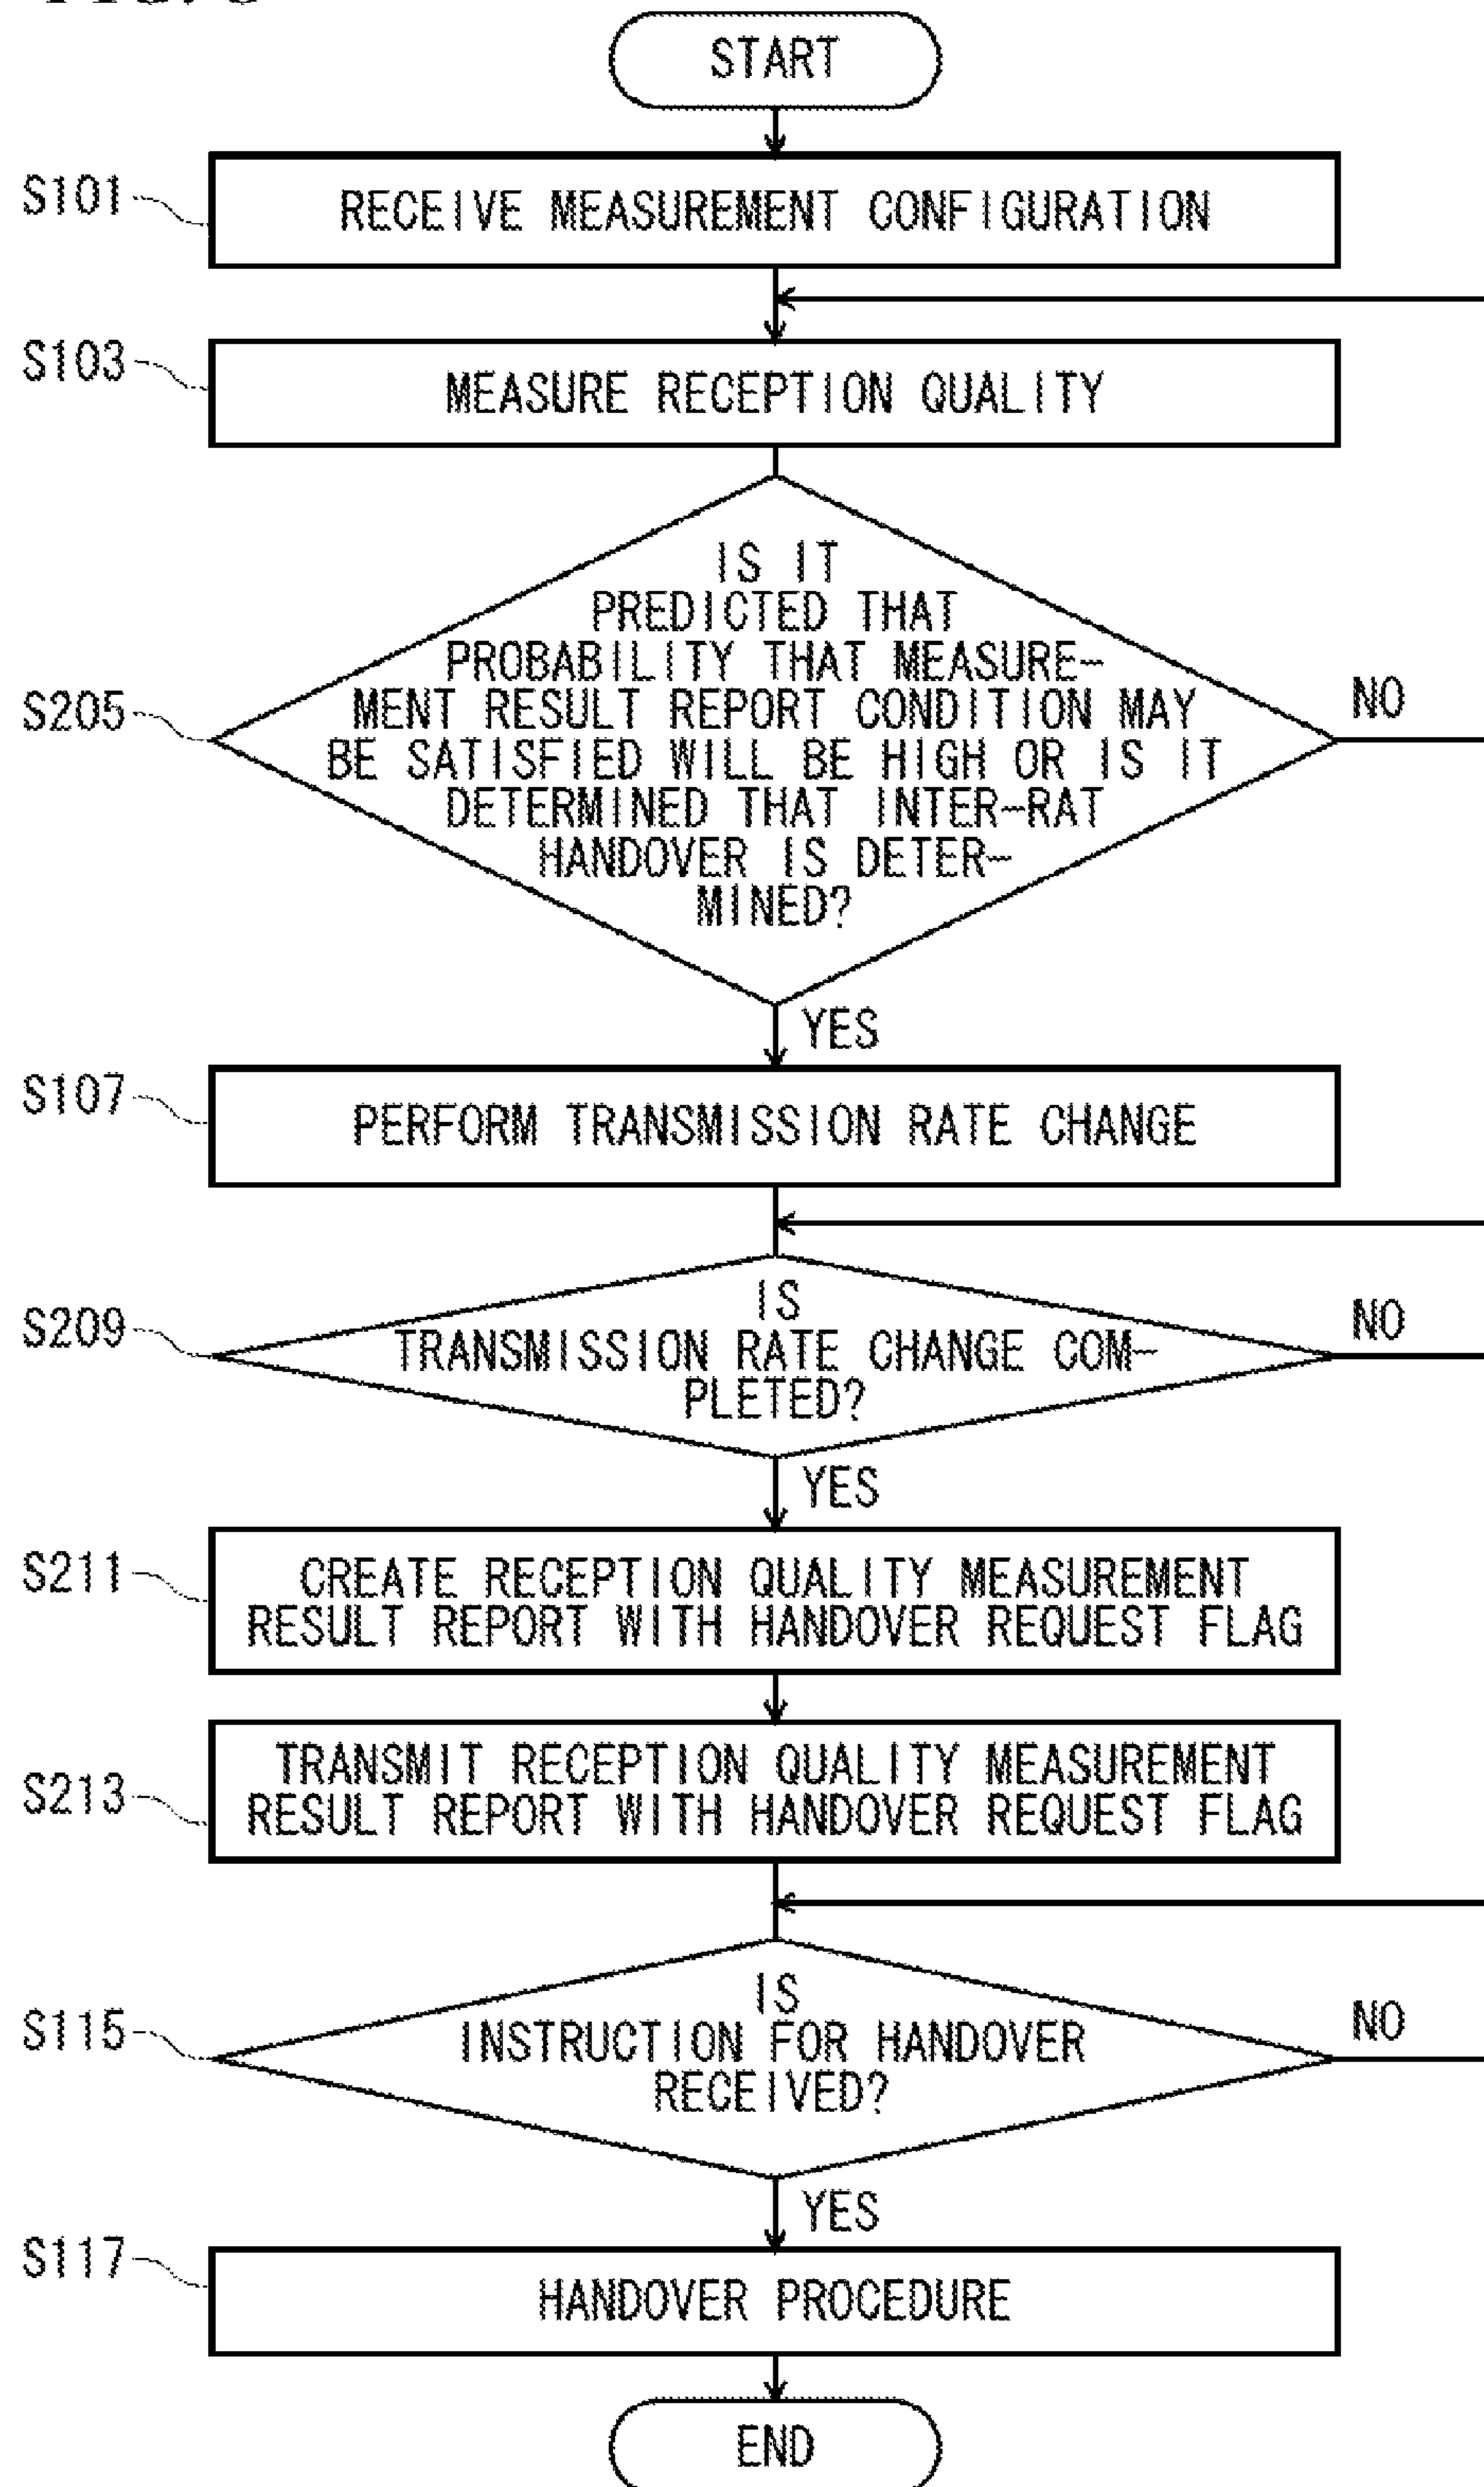 START
S101
RECEIVE MEASUREMENT CONFIGURATION
S103
MEASURE RECEPTION QUALITY
S205
IS IT
PREDICTED THAT
PROBABILITY THAT MEASURE-
MENT RESULT REPORT CONDITION MAY
BE SATISFIED WILL BE HIGH OR IS IT
DETERMINED THAT INTER-RAT
HANDOVER IS DETER-
MINED?
NO
YES
S107
PERFORM TRANSMISSION RATE CHANGE
S209
IS
TRANSMISSION RATE CHANGE COM-
PLETED?
NO
YES
S211
CREATE RECEPTION QUALITY MEASUREMENT
RESULT REPORT WITH HANDOVER REQUEST FLAG
S213
TRANSMIT RECEPTION QUALITY MEASUREMENT
RESULT REPORT WITH HANDOVER REQUEST FLAG
S115
IS
INSTRUCTION FOR HANDOVER
RECEIVED?
NO
YES
S117
HANDOVER PROCEDURE
END